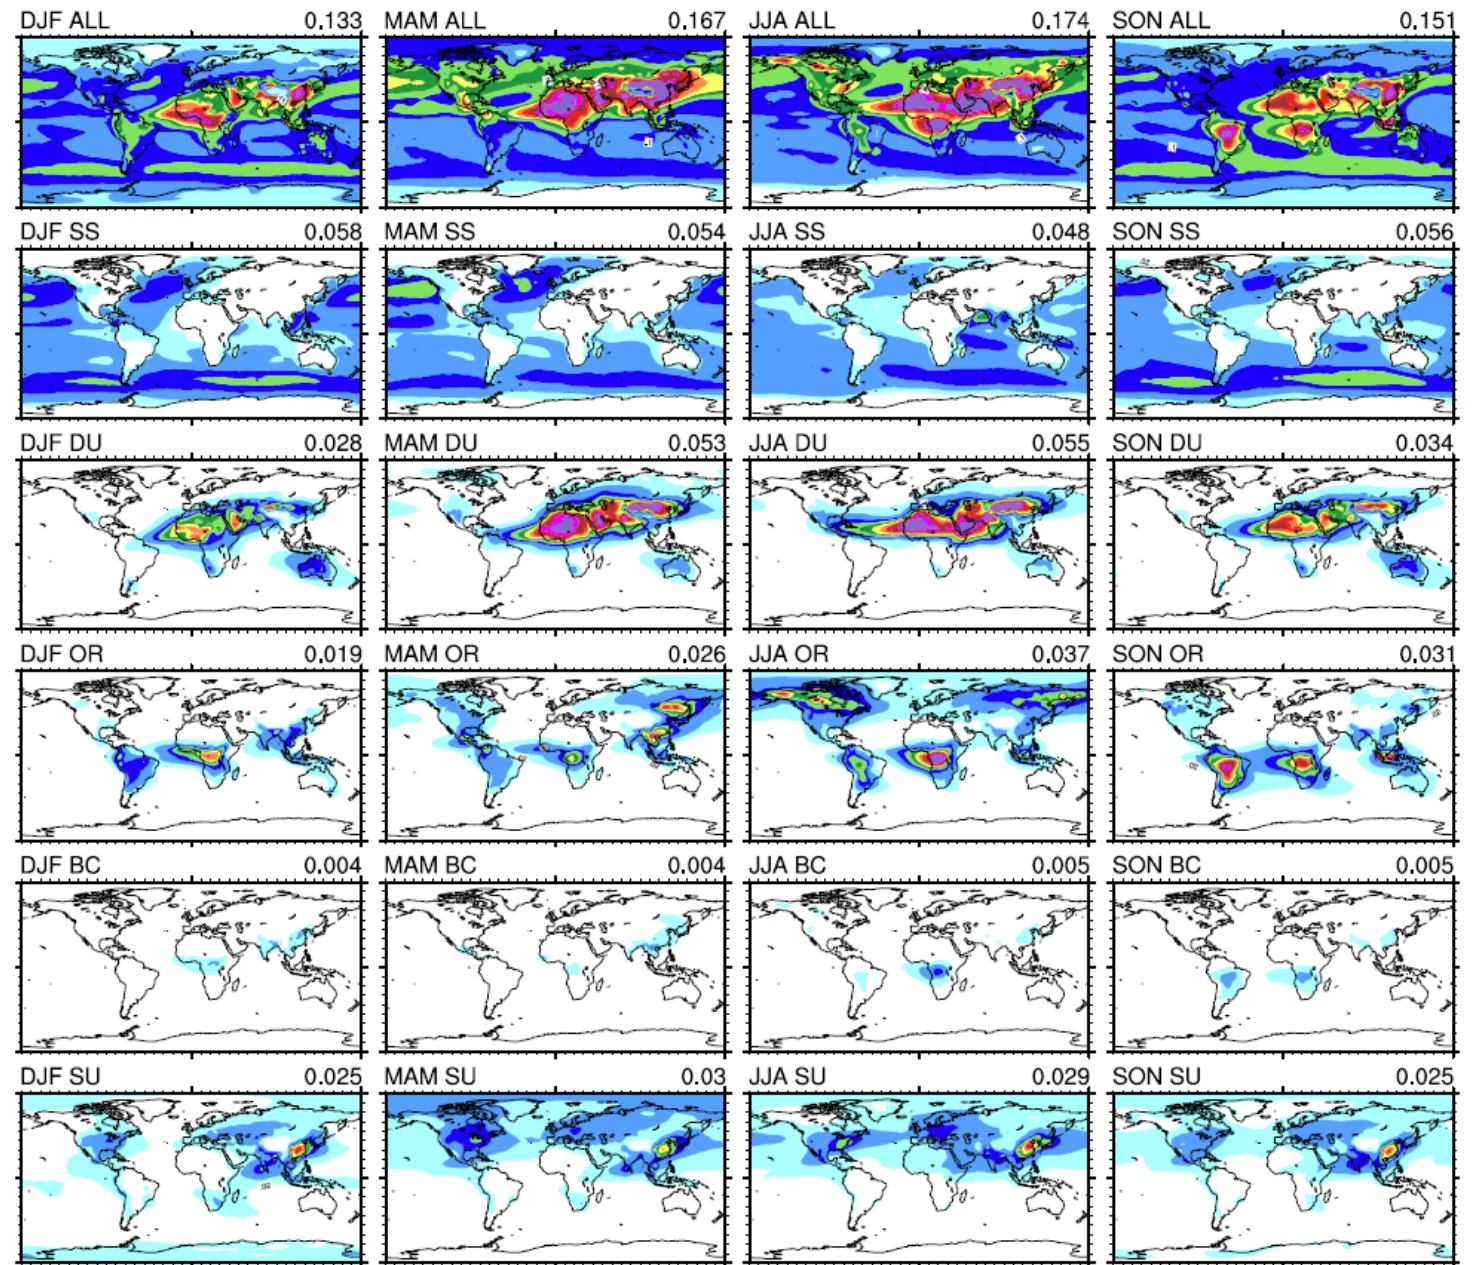 DJF ALL 0.133 MAM ALL 0.167 JJA ALL 0.174 SON ALL 0.151
DJF SS 0.058 MAM SS 0.054 JJA SS 0.048 SON SS 0.056
DJF DU 0.028 MAM DU 0.053 JJA DU 0.055 SON DU 0.034
DJF OR 0.019 MAM OR 0.026 JJA OR 0.037 SON OR 0.031
DJF BC 0.004 MAM BC 0.004 JJA BC 0.005 SON BC 0.005
DJF SU 0.025 MAM SU 0.03 JJA SU 0.029 SON SU 0.025